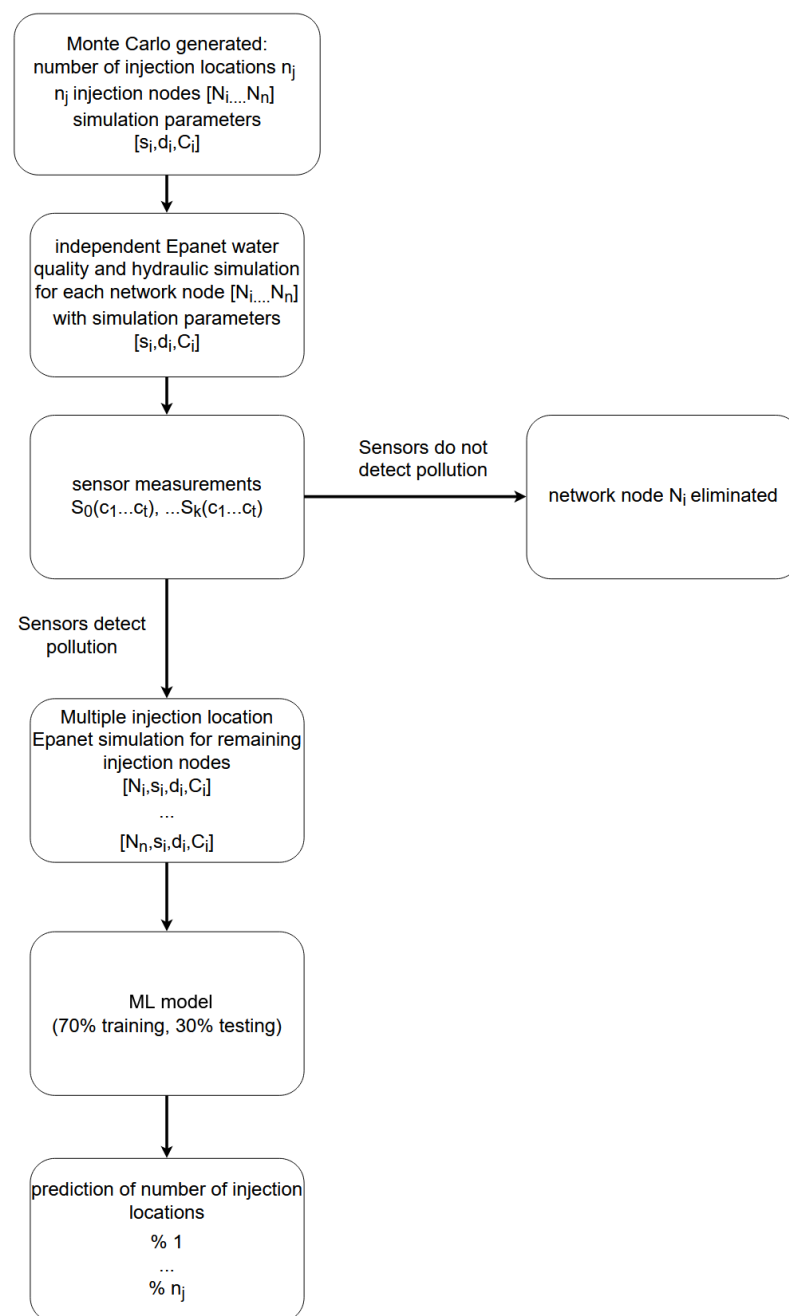 Monte Carlo generated:
number of injection locations nj
nj injection nodes [Ni....Nn]
simulation parameters
[si,di,Ci]
independent Epanet water
quality and hydraulic simulation
for each network node [Ni....Nn]
with simulation parameters
[si,di,Ci]
Sensors do not
detect pollution
sensor measurements
S0(c1...ct), ...Sk(c1...ct)
network node Ni eliminated
Sensors detect
pollution
Multiple injection location
Epanet simulation for remaining
injection nodes
[Ni,si,di,Ci]
...
[Nn,si,di,Ci]
ML model
(70% training, 30% testing)
prediction of number of injection
locations
% 1
...
% nj